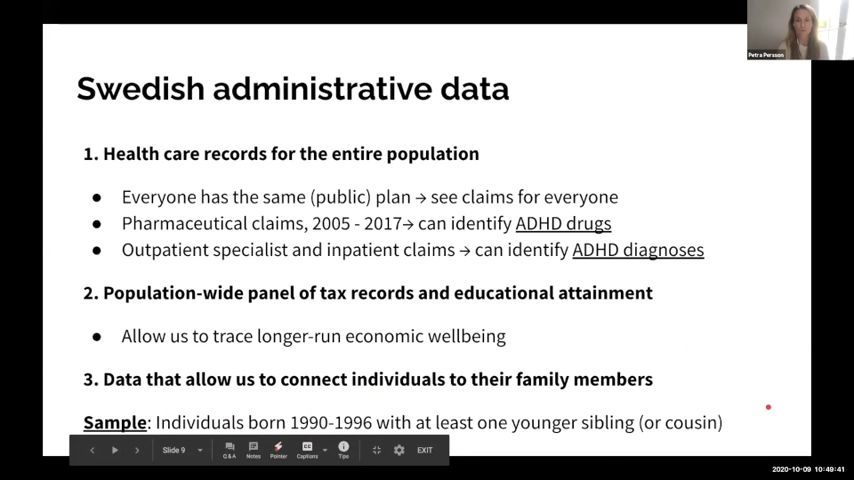 Petra Persson
Swedish administrative data
1. Health care records for the entire population
● Everyone has the same (public) plan → see claims for everyone
● Pharmaceutical claims, 2005 - 2017→ can identify ADHD drugs
● Outpatient specialist and inpatient claims → can identify ADHD diagnoses
2. Population-wide panel of tax records and educational attainment
● Allow us to trace longer-run economic wellbeing
3. Data that allow us to connect individuals to their family members
Sample: Individuals born 1990-1996 with at least one younger sibling (or cousin)
Slide 9 Q&A Notes Pointer Captions Tips EXIT
2020-10-09 10:49:41